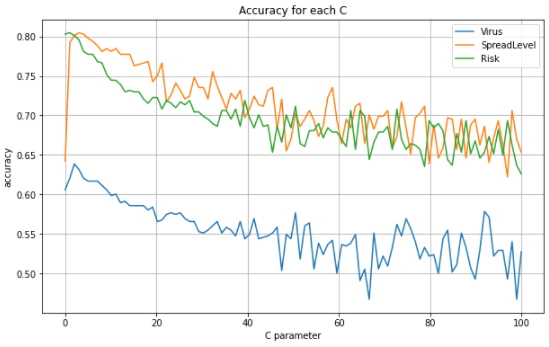 Accuracy for each C
Virus
SpreadLevel
Risk
0.80
0.75
0.70
0.65
0.60
0.55
0.50
accuracy
0
20
40
60
80
100
C parameter